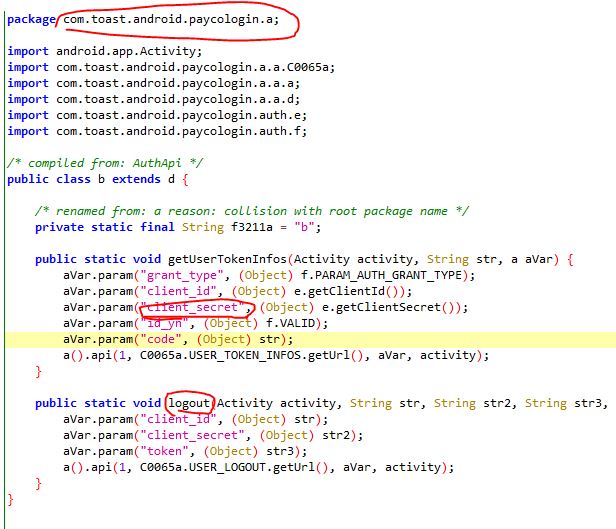 package com.toast.android.paycologin.a;
import android.app.Activity;
import com.toast.android.paycologin.a.a.C0065a;
import com.toast.android.paycologin.a.a.a;
import com.toast.android.paycologin.a.a.d;
import com.toast.android.paycologin.auth.e;
import com.toast.android.paycologin.auth.f;
/* compiled from: AuthApi */
public class b extends d {
/* renamed from: a reason: collision with root package name */
private static final String f3211a = "b";
public static void getUserTokenInfos(Activity activity, String str, a aVar) {
aVar.param("grant_type", (Object) f.PARAM_AUTH_GRANT_TYPE);
aVar.param("client_id", (Object) e.getClientId());
aVar.param("client_secret", (Object) e.getClientSecret());
aVar.param("id_yn", (Object) f.VALID);
aVar.param("code", (Object) str);
a().api(1, C0065a.USER_TOKEN_INFOS.getUrl(), aVar, activity);
}
public static void logout(Activity activity, String str, String str2, String str3,
aVar.param("client_id", (Object) str);
aVar.param("client_secret", (Object) str2);
aVar.param("token", (Object) str3);
a().api(1, C0065a.USER_LOGOUT.getUrl(), aVar, activity);
}
}